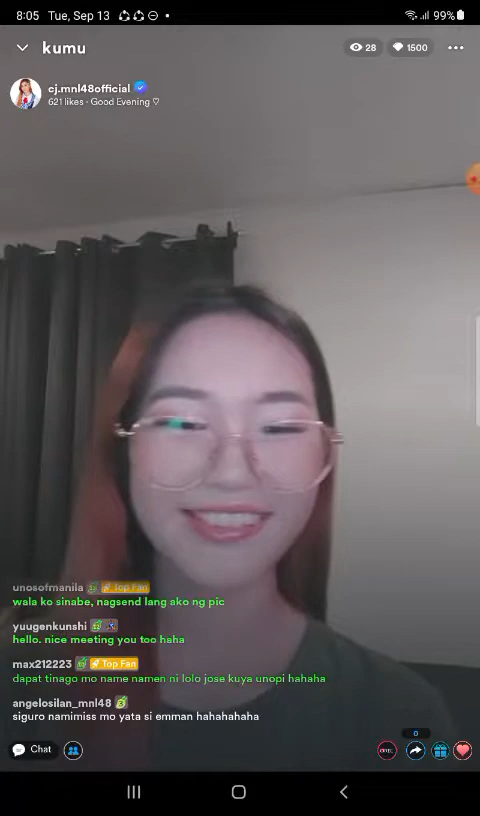 8:05 Tue, Sep 13 99%
kumu 28 1500
cj.mnl48official
621 likes · Good Evening ♡
unosofmanila Top Fan
wala ko sinabe, nagsend lang ako ng pic
yuugenkunshi
hello. nice meeting you too haha
max212223 Top Fan
dapat tinago mo name namen ni lolo jose kuya unopi hahaha
angelosilan_mnl48
siguro namimiss mo yata si emman hahahahaha
0
Chat